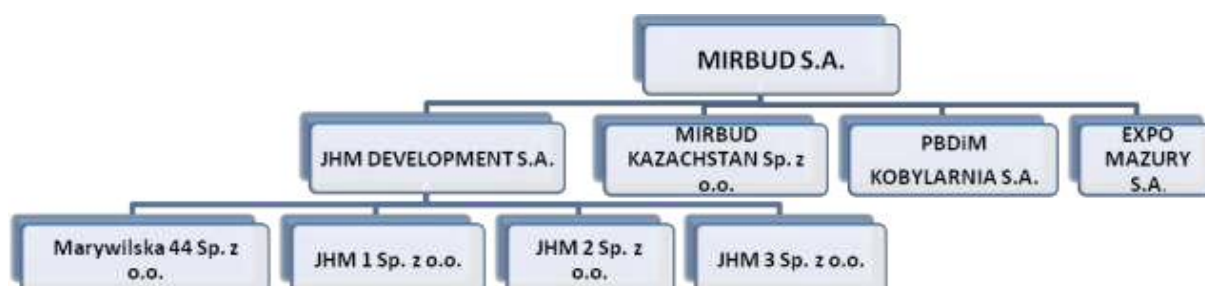 MIRBUD S.A.
JHM DEVELOPMENT S.A.
MIRBUD
KAZACHSTAN Sp. z
o.o.
PBDiM
KOBYLARNIA S.A.
EXPO
MAZURY
S.A.
Marywilska 44 Sp. z
o.o.
JHM 1 Sp. z o.o.
JHM 2 Sp. z
o.o.
JHM 3 Sp. z o.o.